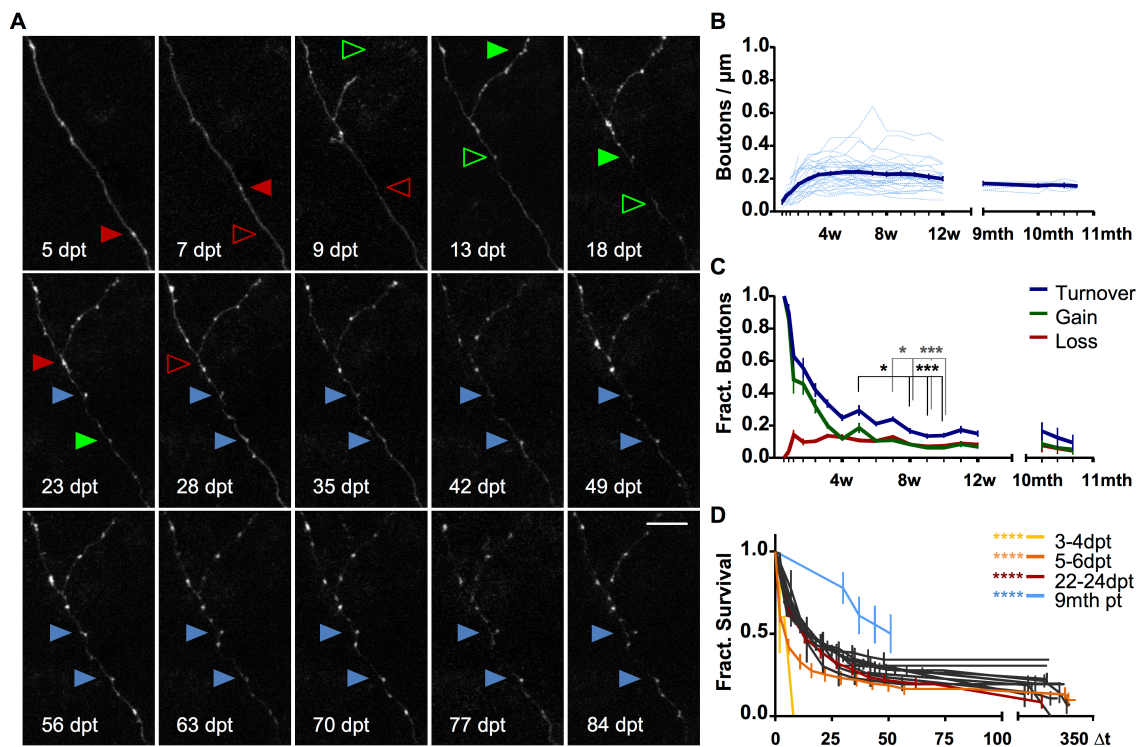 A
5 dpt
7 dpt
9 dpt
13 dpt
18 dpt
23 dpt
28 dpt
35 dpt
42 dpt
49 dpt
56 dpt
63 dpt
70 dpt
77 dpt
84 dpt
B
Boutons / µm
1.0
0.8
0.6
0.4
0.2
0.0
4w 8w 12w 9mth 10mth 11mth
C
Fract. Boutons
1.0
0.8
0.6
0.4
0.2
0.0
* ***
* ***
Turnover
Gain
Loss
4w 8w 12w 10mth 11mth
D
Fract. Survival
1.0
0.5
0.0
**** 3-4dpt
**** 5-6dpt
**** 22-24dpt
**** 9mth pt
0 25 50 75 100 350 Δt